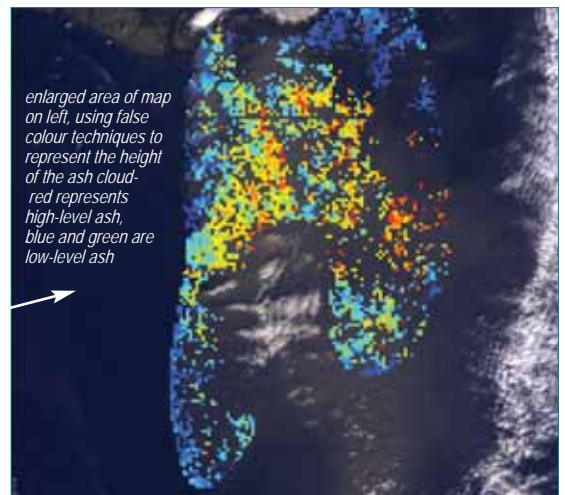 enlarged area of map
on left, using false
colour techniques to
represent the height
of the ash cloud-
red represents
high-level ash,
blue and green are
low-level ash